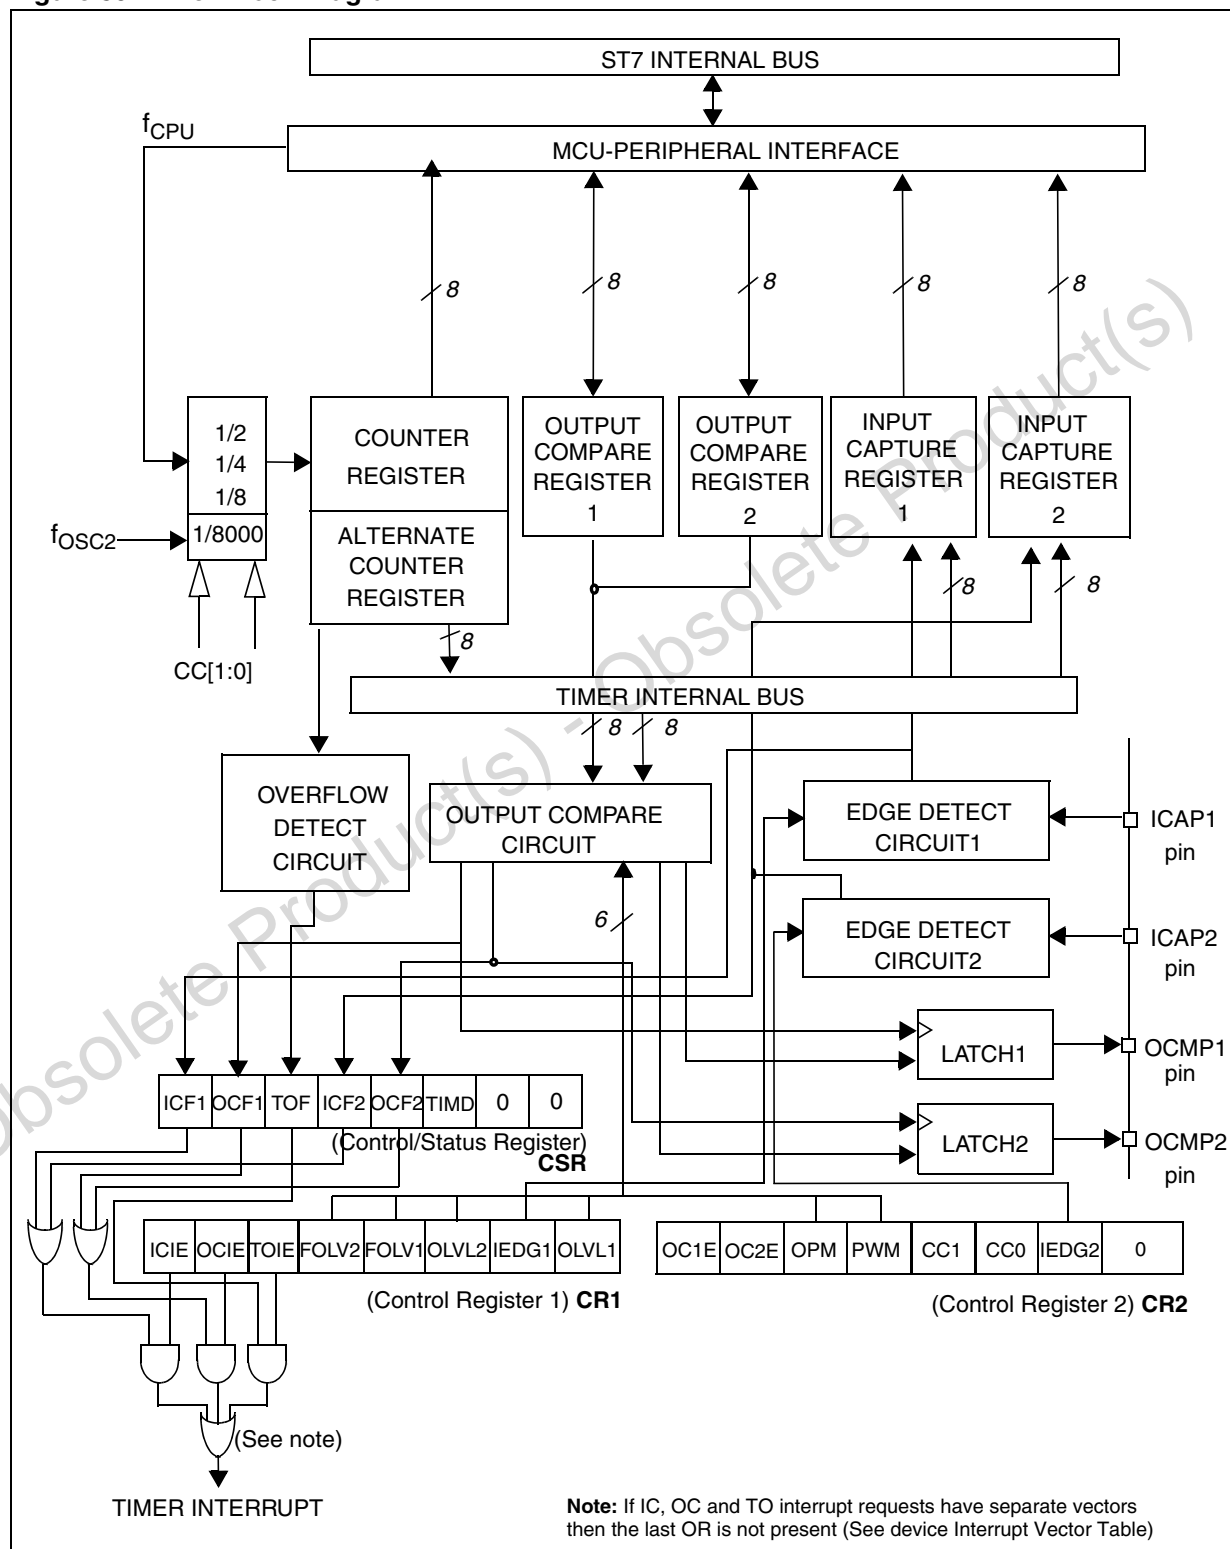 ST7 INTERNAL BUS
fCPU
MCU-PERIPHERAL INTERFACE
8 8 8 8 8
1/2
1/4
1/8
1/8000
fOSC2
CC[1:0]
COUNTER
REGISTER
ALTERNATE
COUNTER
REGISTER
OUTPUT
COMPARE
REGISTER
1
OUTPUT
COMPARE
REGISTER
2
INPUT
CAPTURE
REGISTER
1
INPUT
CAPTURE
REGISTER
2
8 8
8
TIMER INTERNAL BUS
8 8
OVERFLOW
DETECT
CIRCUIT
OUTPUT COMPARE
CIRCUIT
6
EDGE DETECT
CIRCUIT1
ICAP1
pin
EDGE DETECT
CIRCUIT2
ICAP2
pin
LATCH1
OCMP1
pin
LATCH2
OCMP2
pin
ICF1 OCF1 TOF ICF2 OCF2 TIMD 0 0
(Control/Status Register)
CSR
ICIE OCIE TOIE FOLV2 FOLV1 OLVL2 IEDG1 OLVL1
(Control Register 1) CR1
OC1E OC2E OPM PWM CC1 CC0 IEDG2 0
(Control Register 2) CR2
(See note)
TIMER INTERRUPT
Note: If IC, OC and TO interrupt requests have separate vectors
then the last OR is not present (See device Interrupt Vector Table)
Obsolete Product(s) - Obsolete Product(s)